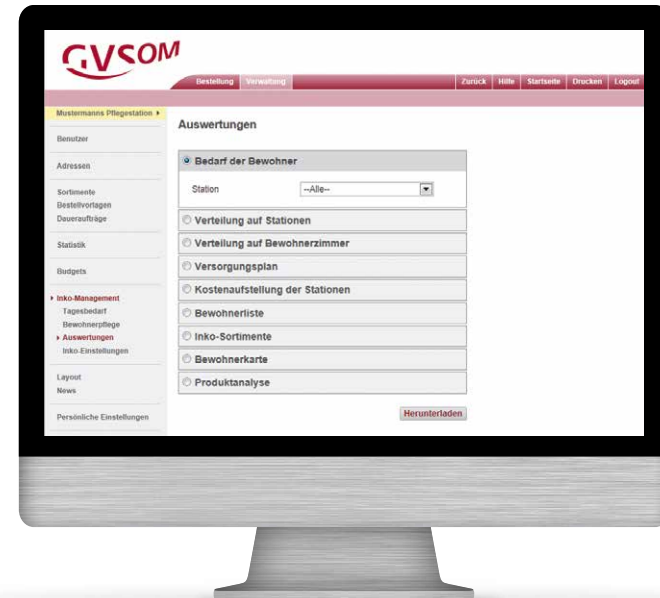 GVSOM
Bestellung Verwaltung Zurück Hilfe Startseite Drucken Logout
Mustermanns Pflegestation
Benutzer
Adressen
Sortimente
Bestellvorlagen
Daueraufträge
Statistik
Budgets
Inko-Management
Tagesbedarf
Bewohnerpflege
Auswertungen
Inko-Einstellungen
Layout
News
Persönliche Einstellungen
Auswertungen
Bedarf der Bewohner
Station --Alle--
Verteilung auf Stationen
Verteilung auf Bewohnerzimmer
Versorgungsplan
Kostenaufstellung der Stationen
Bewohnerliste
Inko-Sortimente
Bewohnerkarte
Produktanalyse
Herunterladen